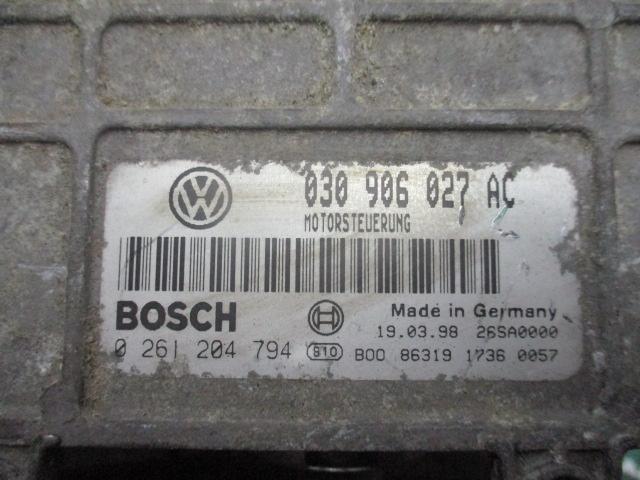 030 906 027 AC
MOTORSTEUERUNG
BOSCH
Made in Germany
19.03.98 26SA0000
0 261 204 794 B00 86319 1736 0057